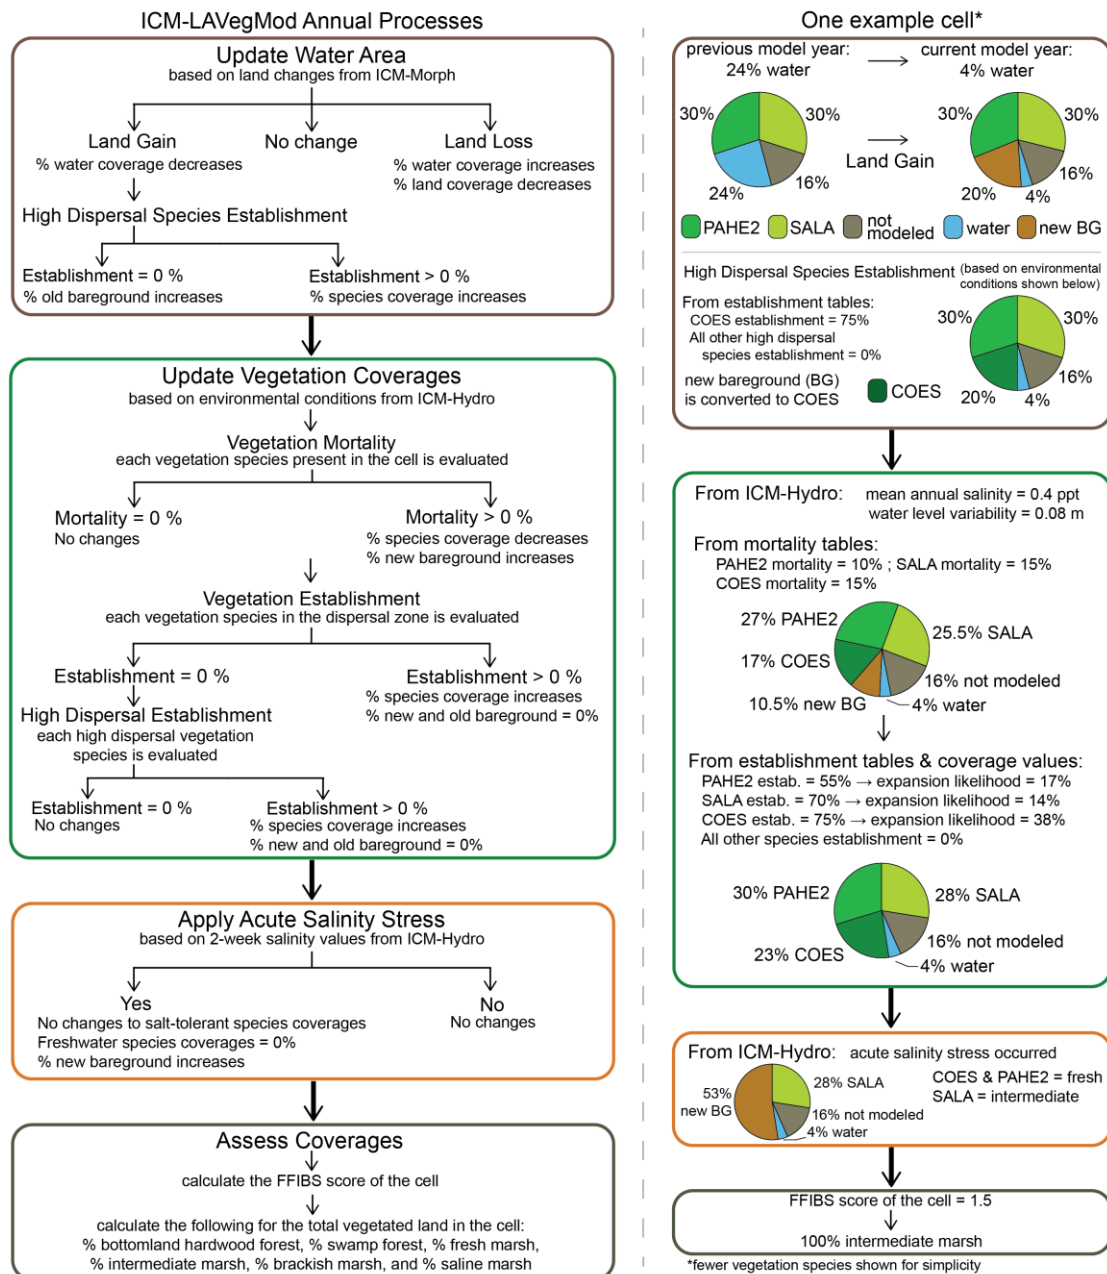 ICM-LAVegMod Annual Processes
Update Water Area
based on land changes from ICM-Morph
Land Gain
% water coverage decreases
No change
Land Loss
% water coverage increases
% land coverage decreases
High Dispersal Species Establishment
Establishment = 0 %
% old bareground increases
Establishment > 0 %
% species coverage increases
Update Vegetation Coverages
based on environmental conditions from ICM-Hydro
Vegetation Mortality
each vegetation species present in the cell is evaluated
Mortality = 0 %
No changes
Mortality > 0 %
% species coverage decreases
% new bareground increases
Vegetation Establishment
each vegetation species in the dispersal zone is evaluated
Establishment = 0 %
Establishment > 0 %
% species coverage increases
% new and old bareground = 0%
High Dispersal Establishment
each high dispersal vegetation
species is evaluated
Establishment = 0 %
No changes
Establishment > 0 %
% species coverage increases
% new and old bareground = 0%
Apply Acute Salinity Stress
based on 2-week salinity values from ICM-Hydro
Yes
No changes to salt-tolerant species coverages
Freshwater species coverages = 0%
% new bareground increases
No
No changes
Assess Coverages
calculate the FFIBS score of the cell
calculate the following for the total vegetated land in the cell:
% bottomland hardwood forest, % swamp forest, % fresh marsh,
% intermediate marsh, % brackish marsh, and % saline marsh
One example cell*
previous model year:
24% water
current model year:
4% water
30%
30%
16%
24%
Land Gain
30%
30%
16%
4%
20%
PAHE2
SALA
not
modeled
water
new BG
High Dispersal Species Establishment (based on environmental
conditions shown below)
From establishment tables:
COES establishment = 75%
All other high dispersal
species establishment = 0%
new bareground (BG)
is converted to COES
COES
30%
30%
16%
4%
20%
From ICM-Hydro: mean annual salinity = 0.4 ppt
water level variability = 0.08 m
From mortality tables:
PAHE2 mortality = 10% ; SALA mortality = 15%
COES mortality = 15%
27% PAHE2
25.5% SALA
17% COES
16% not modeled
10.5% new BG
4% water
From establishment tables & coverage values:
PAHE2 estab. = 55% → expansion likelihood = 17%
SALA estab. = 70% → expansion likelihood = 14%
COES estab. = 75% → expansion likelihood = 38%
All other species establishment = 0%
30% PAHE2
28% SALA
16% not modeled
23% COES
4% water
From ICM-Hydro: acute salinity stress occurred
53%
new BG
28% SALA
16% not modeled
4% water
COES & PAHE2 = fresh
SALA = intermediate
FFIBS score of the cell = 1.5
100% intermediate marsh
*fewer vegetation species shown for simplicity